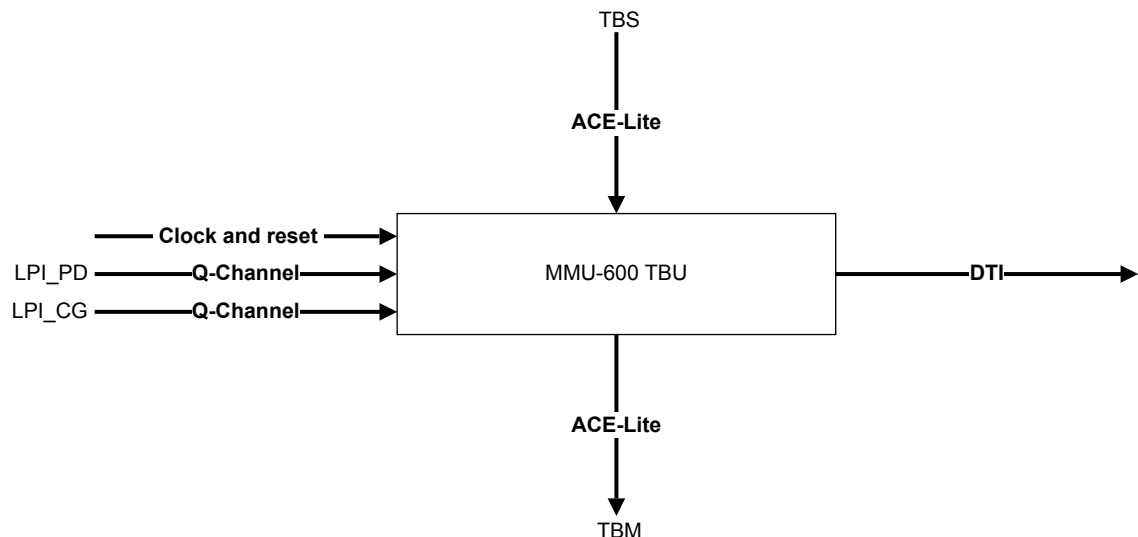 TBS
ACE-Lite
Clock and reset
LPI_PD Q-Channel MMU-600 TBU DTI
LPI_CG Q-Channel
ACE-Lite
TBM